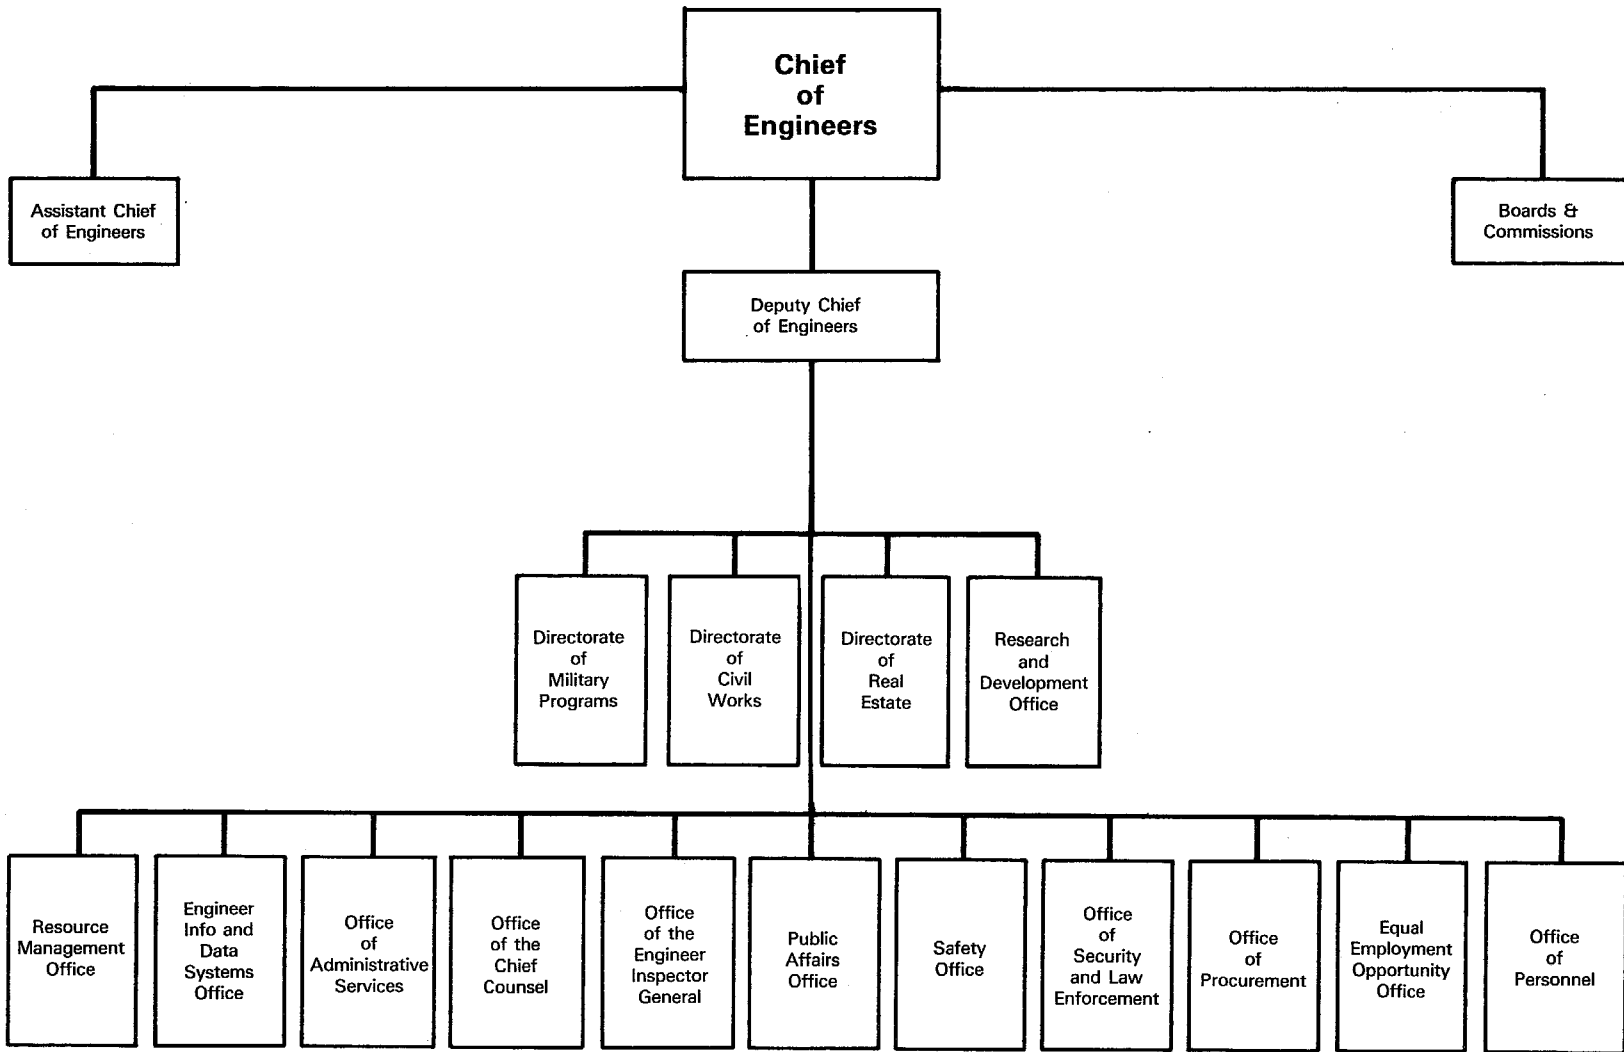 Chief
of
Engineers
Assistant Chief
of Engineers
Boards &
Commissions
Deputy Chief
of Engineers
Directorate
of
Military
Programs
Directorate
of
Civil
Works
Directorate
of
Real
Estate
Research
and
Development
Office
Resource
Management
Office
Engineer
Info and
Data
Systems
Office
Office
of
Administrative
Services
Office
of the
Chief
Counsel
Office
of the
Engineer
Inspector
General
Public
Affairs
Office
Safety
Office
Office
of
Security
and Law
Enforcement
Office
of
Procurement
Equal
Employment
Opportunity
Office
Office
of
Personnel